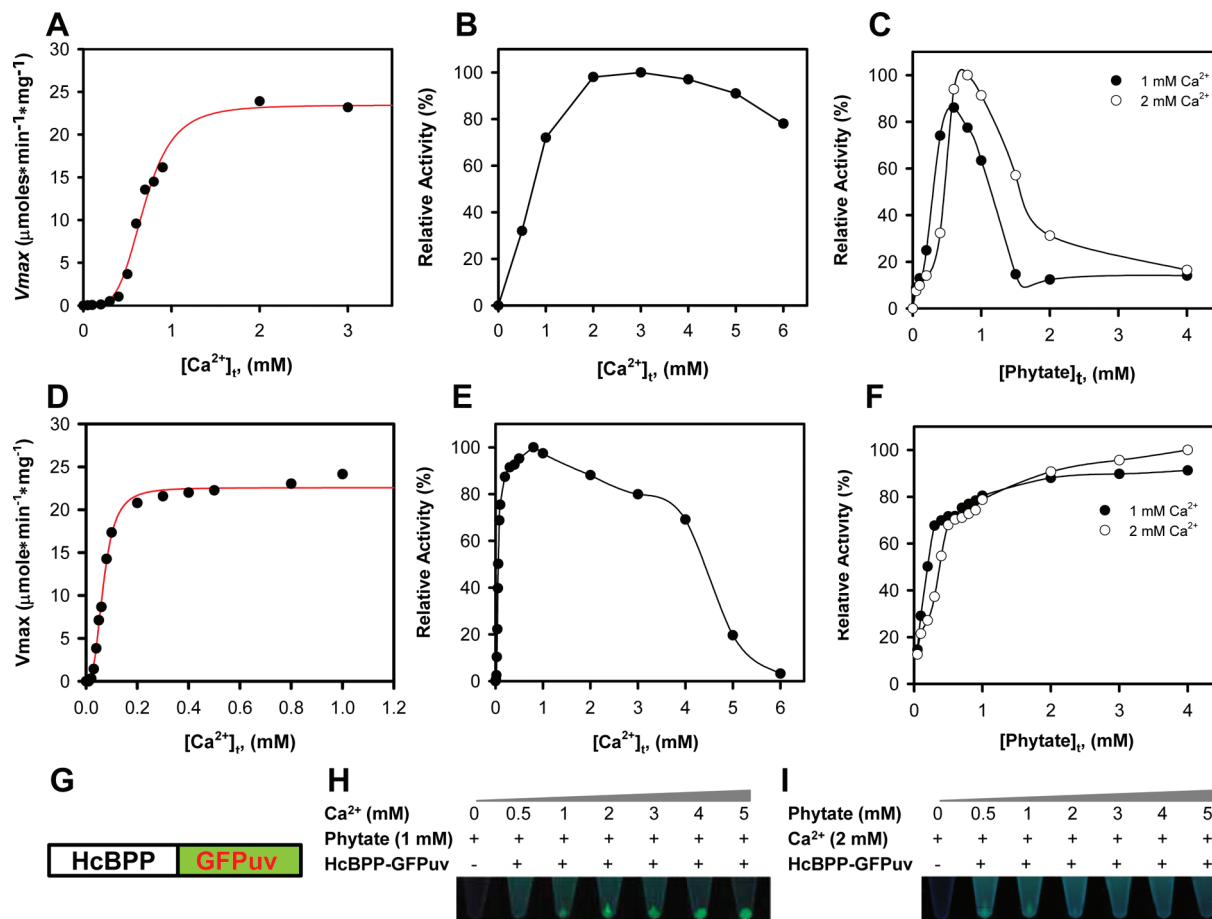 A
B
C
Vmax (μmoles*min⁻¹*mg⁻¹)
30
25
20
15
10
5
0
0 1 2 3
[Ca²⁺]t, (mM)
Relative Activity (%)
100
80
60
40
20
0
0 1 2 3 4 5 6
[Ca²⁺]t, (mM)
Relative Activity (%)
100
80
60
40
20
0
1 mM Ca²⁺
2 mM Ca²⁺
0 1 2 3 4
[Phytate]t, (mM)
D
E
F
Vmax (μmole*min⁻¹*mg⁻¹)
30
25
20
15
10
5
0
0.0 0.2 0.4 0.6 0.8 1.0 1.2
[Ca²⁺]t, (mM)
Relative Activity (%)
100
80
60
40
20
0
0 1 2 3 4 5 6
[Ca²⁺]t, (mM)
Relative Activity (%)
100
80
60
40
20
0
1 mM Ca²⁺
2 mM Ca²⁺
0 1 2 3 4
[Phytate]t, (mM)
G
HcBPP GFPuv
H
Ca²⁺ (mM) 0 0.5 1 2 3 4 5
Phytate (1 mM) + + + + + + +
HcBPP-GFPuv - + + + + + +
I
Phytate (mM) 0 0.5 1 2 3 4 5
Ca²⁺ (2 mM) + + + + + + +
HcBPP-GFPuv - + + + + + +